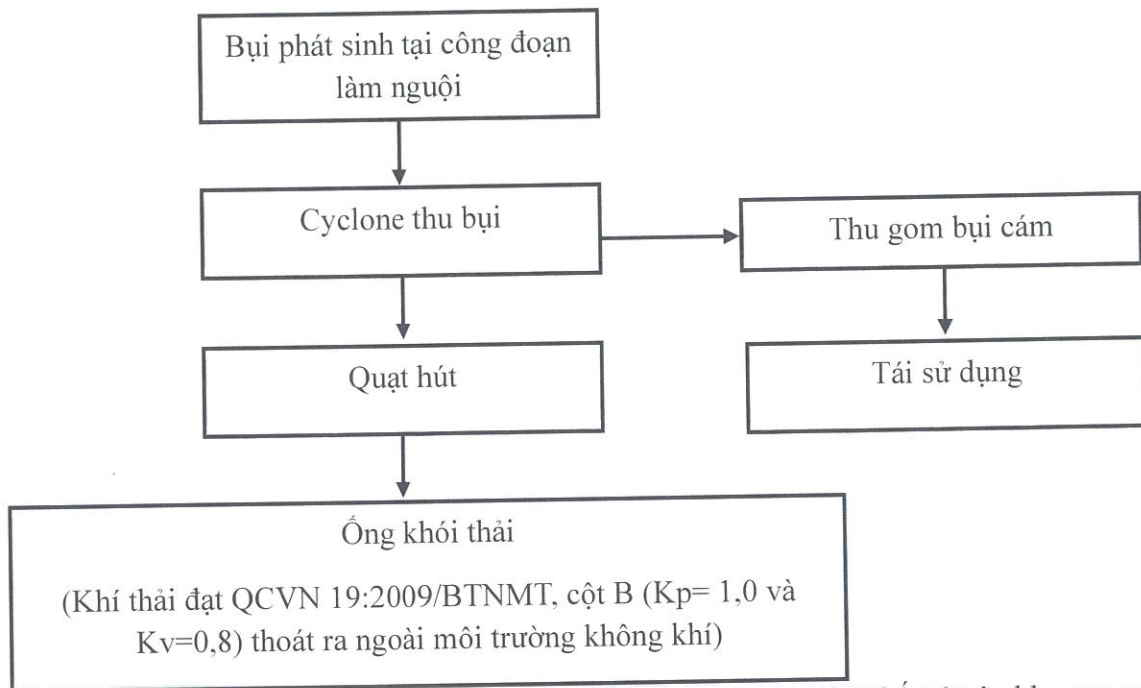 Bụi phát sinh tại công đoạn
làm nguội
Cyclone thu bụi
Thu gom bụi cám
Quạt hút
Tái sử dụng
Ống khói thải
(Khí thải đạt QCVN 19:2009/BTNMT, cột B (Kp= 1,0 và
Kv=0,8) thoát ra ngoài môi trường không khí)